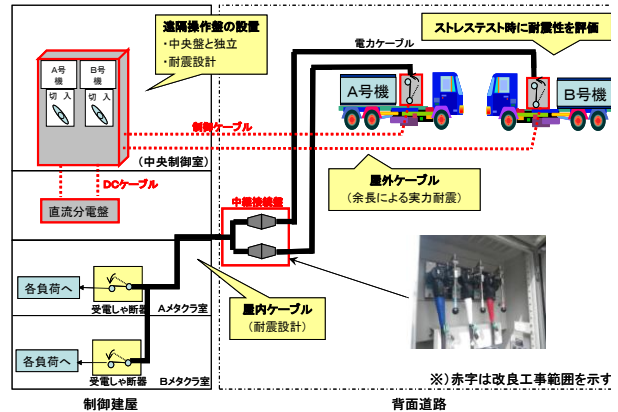 遠隔操作盤の設置
・中央盤と独立
・耐震設計
A号
機
B号
機
切 入
切 入
(中央制御室)
DCケーブル
直流分電盤
制御ケーブル
電力ケーブル
ストレステスト時に耐震性を評価
A号機
B号機
屋外ケーブル
(余長による実力耐震)
中継接続盤
各負荷へ
受電しゃ断器
Aメタクラ室
屋内ケーブル
(耐震設計)
各負荷へ
受電しゃ断器
Bメタクラ室
※)赤字は改良工事範囲を示す
制御建屋
背面道路